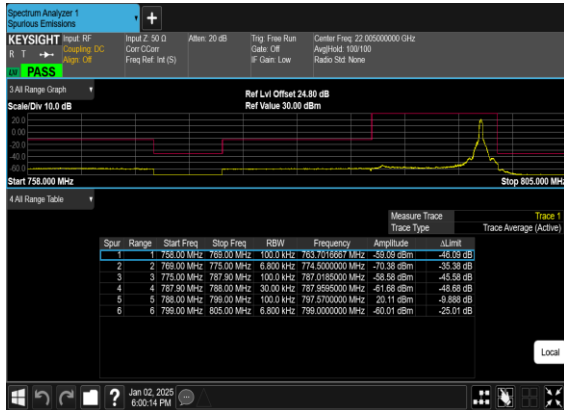 Spectrum Analyzer 1
Spurious Emissions
+
KEYSIGHT Input: RF Input Z: 50 Ω Atten: 20 dB Trig: Free Run Center Freq: 22.005000000 GHz
R T Coupling: DC Corr CCorr Gate: Off Avg|Hold: 100/100
Align: Off Freq Ref: Int (S) IF Gain: Low Radio Std: None
PASS
3 All Range Graph
Ref Lvl Offset 24.80 dB
Scale/Div 10.0 dB Ref Value 30.00 dBm
20.0
0.00
-20.0
-40.0
-60.0
Start 758.000 MHz Stop 805.000 MHz
4 All Range Table
Measure Trace Trace 1
Trace Type Trace Average (Active)
Spur Range Start Freq Stop Freq RBW Frequency Amplitude ΔLimit
1 1 758.00 MHz 769.00 MHz 100.0 kHz 763.7016667 MHz -59.09 dBm -46.09 dB
2 2 769.00 MHz 775.00 MHz 6.800 kHz 774.5000000 MHz -70.38 dBm -35.38 dB
3 3 775.00 MHz 787.90 MHz 100.0 kHz 787.0185000 MHz -58.58 dBm -45.58 dB
4 4 787.90 MHz 788.00 MHz 30.00 kHz 787.9595000 MHz -61.68 dBm -48.68 dB
5 5 788.00 MHz 799.00 MHz 100.0 kHz 797.5700000 MHz 20.11 dBm -9.888 dB
6 6 799.00 MHz 805.00 MHz 6.800 kHz 799.0000000 MHz -60.01 dBm -25.01 dB
Local
? Jan 02, 2025
6:00:14 PM